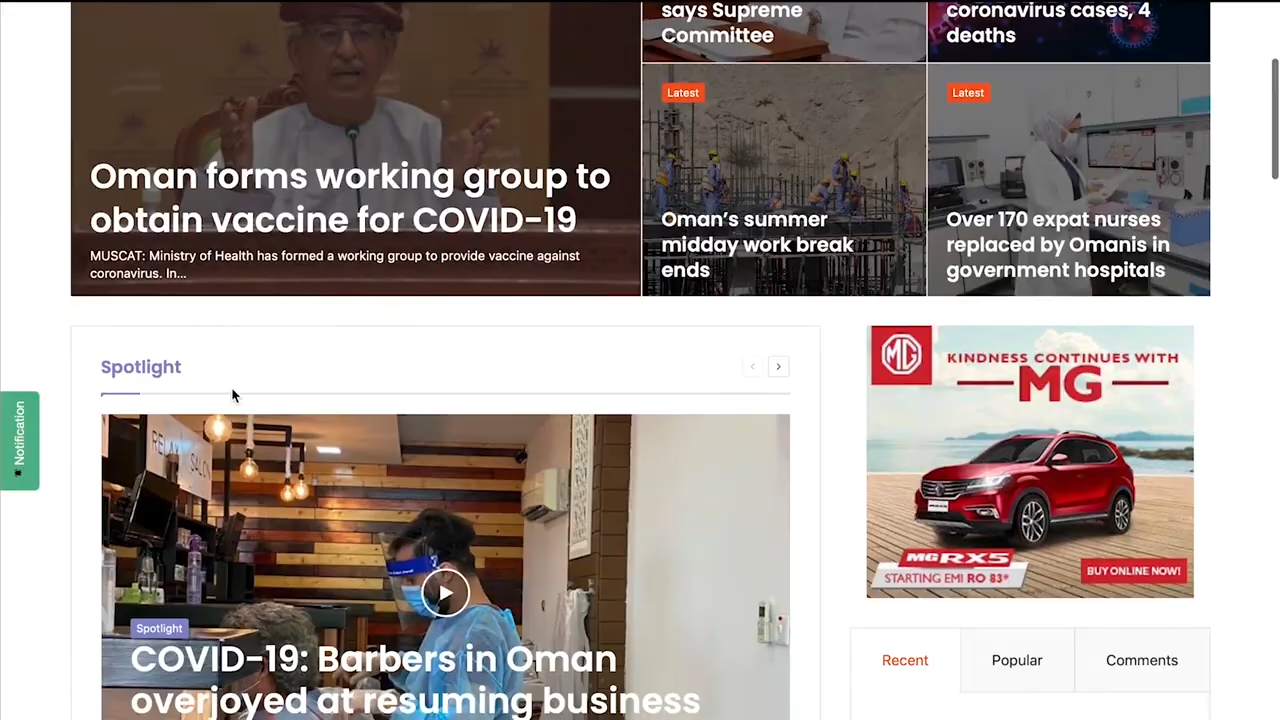 says Supreme
Committee
coronavirus cases, 4
deaths
Oman forms working group to
obtain vaccine for COVID-19
MUSCAT: Ministry of Health has formed a working group to provide vaccine against
coronavirus. In...
Latest
Oman’s summer
midday work break
ends
Latest
Over 170 expat nurses
replaced by Omanis in
government hospitals
Notification
Spotlight
RELAX SALON
Spotlight
COVID-19: Barbers in Oman
overjoyed at resuming business
MG
KINDNESS CONTINUES WITH
MG
MG RX5
STARTING EMI RO 83*
BUY ONLINE NOW!
Recent
Popular
Comments